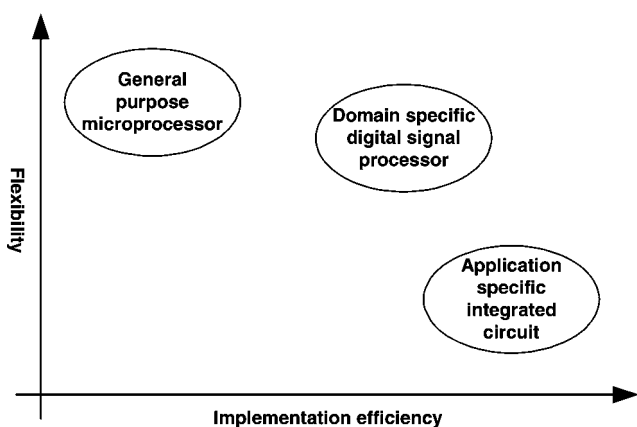 General
purpose
microprocessor
Domain specific
digital signal
processor
Flexibility
Application
specific
integrated
circuit
Implementation efficiency